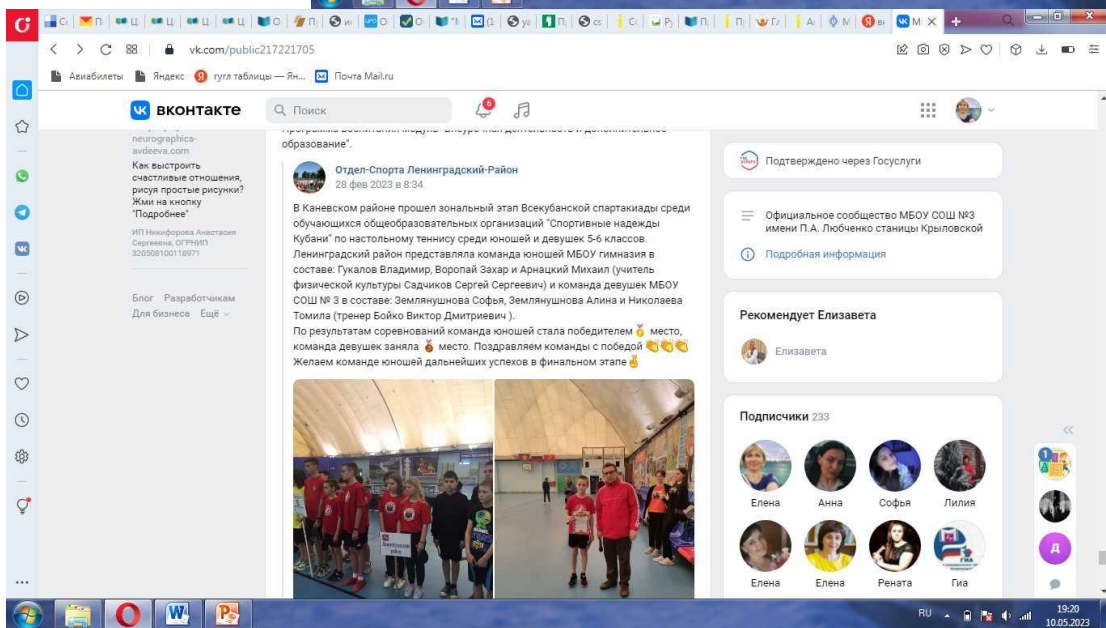 vk.com/public217221705
88
Авиабилеты Яндекс гугл таблицы — Ян... Почта Mail.ru
вконтакте
Поиск
6
neurographica-
avdeeva.com
Как выстроить
счастливые отношения,
рисуя простые рисунки?
Жми на кнопку
"Подробнее"
ИП Никифорова Анастасия
Сергеевна, ОГРНИП
320508100118971
Блог Разработчикам
Для бизнеса Ещё
образование".
Отдел-Спорта Ленинградский-Район
28 фев 2023 в 8:34
В Каневском районе прошел зональный этап Всекубанской спартакиады среди
обучающихся общеобразовательных организаций "Спортивные надежды
Кубани" по настольному теннису среди юношей и девушек 5-6 классов.
Ленинградский район представляла команда юношей МБОУ гимназия в
составе: Гукалов Владимир, Воропай Захар и Арнацкий Михаил (учитель
физической культуры Садчиков Сергей Сергеевич) и команда девушек МБОУ
СОШ № 3 в составе: Землянушнова Софья, Землянушнова Алина и Николаева
Томила (тренер Бойко Виктор Дмитриевич ).
По результатам соревнований команда юношей стала победителем 🥇 место,
команда девушек заняла 🥉 место. Поздравляем команды с победой 👏👏👏
Желаем команде юношей дальнейших успехов в финальном этапе ✌
Подтверждено через Госуслуги
Официальное сообщество МБОУ СОШ №3
имени П.А. Любченко станицы Крыловской
Подробная информация
Рекомендует Елизавета
Елизавета
Подписчики 233
Елена Анна Софья Лилия
Елена Елена Рената Гиа
ГИА
1
Д
RU
19:20
10.05.2023